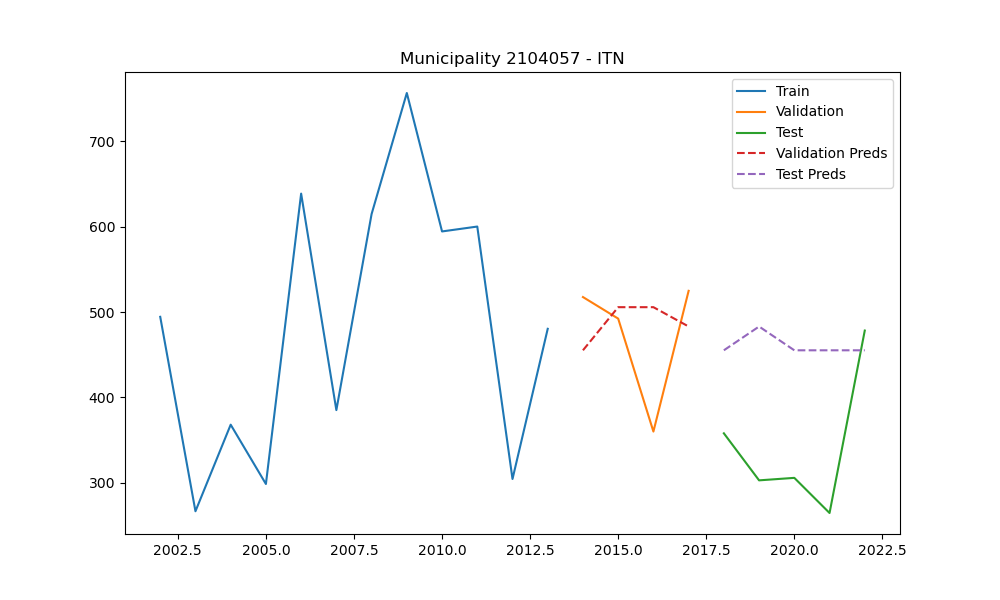 Municipality 2104057 - ITN
Train
Validation
Test
Validation Preds
Test Preds
700
600
500
400
300
2002.5 2005.0 2007.5 2010.0 2012.5 2015.0 2017.5 2020.0 2022.5